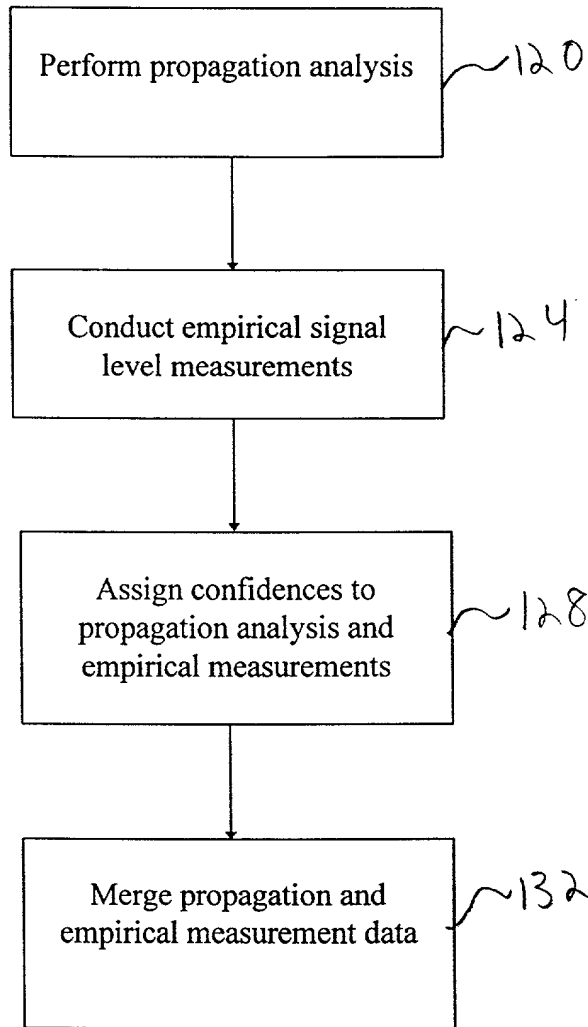 Perform propagation analysis
120
Conduct empirical signal
level measurements
124
Assign confidences to
propagation analysis and
empirical measurements
128
Merge propagation and
empirical measurement data
132